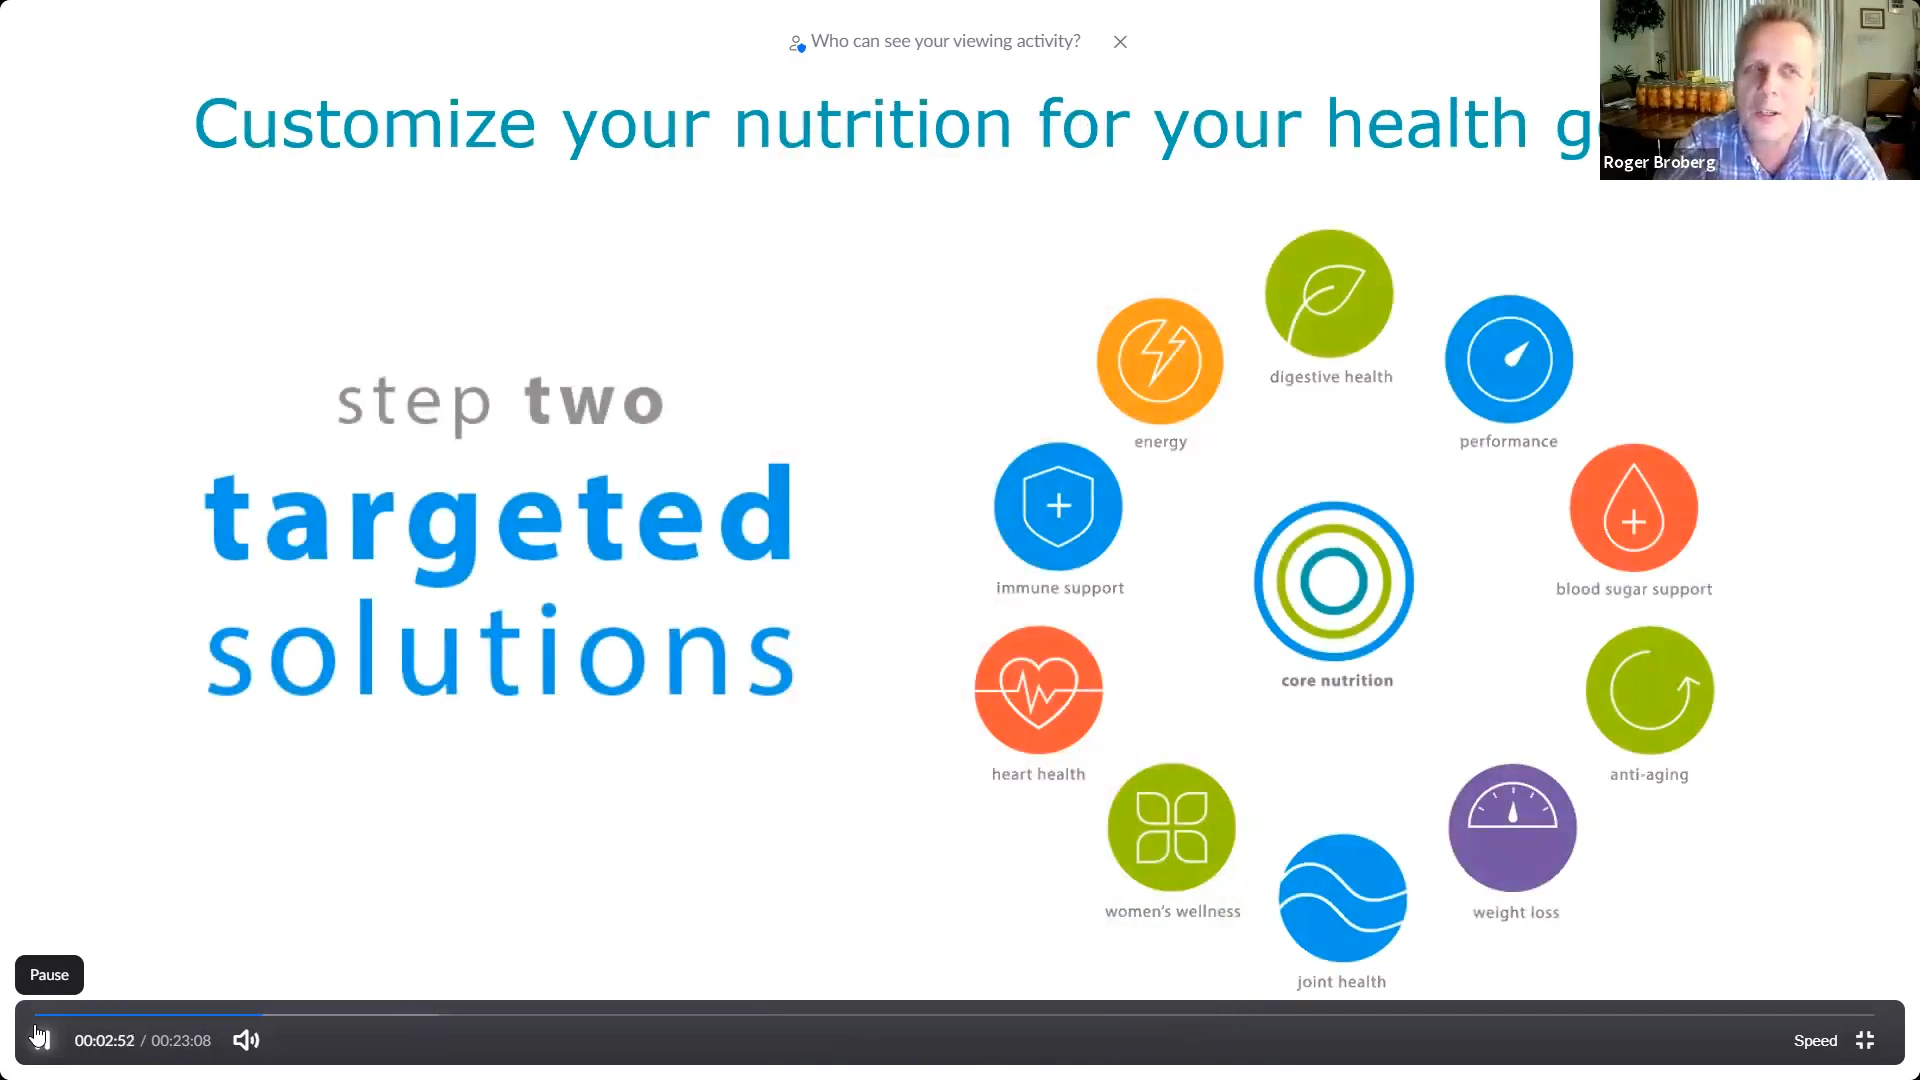 Who can see your viewing activity?
Customize your nutrition for your health g
Roger Broberg
step two
targeted
solutions
digestive health
energy
performance
immune support
blood sugar support
core nutrition
heart health
anti-aging
women's wellness
weight loss
joint health
Pause
00:02:52 / 00:23:08
Speed